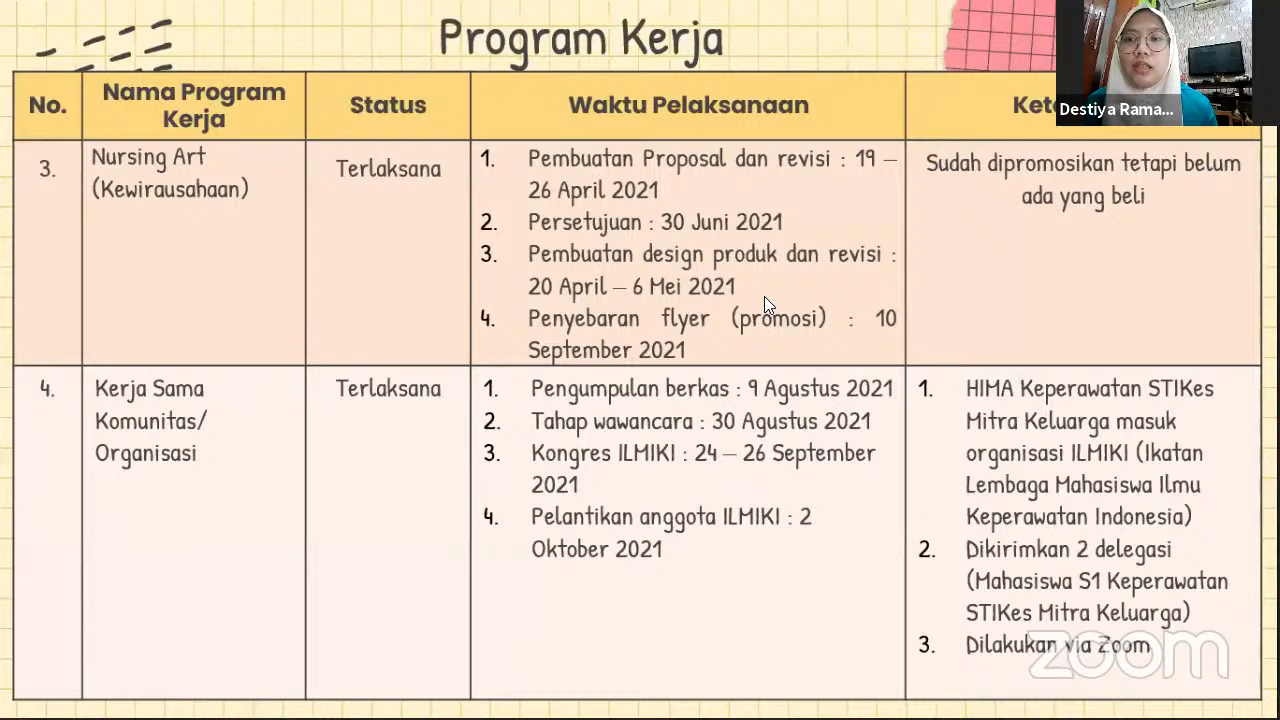 Program Kerja
Destiya Rama...
No.
Nama Program
Kerja
Status
Waktu Pelaksanaan
3.
Nursing Art
(Kewirausahaan)
Terlaksana
1. Pembuatan Proposal dan revisi : 19 –
26 April 2021
2. Persetujuan : 30 Juni 2021
3. Pembuatan design produk dan revisi :
20 April – 6 Mei 2021
4. Penyebaran flyer (promosi) : 10
September 2021
Sudah dipromosikan tetapi belum
ada yang beli
4.
Kerja Sama
Komunitas/
Organisasi
Terlaksana
1. Pengumpulan berkas : 9 Agustus 2021
2. Tahap wawancara : 30 Agustus 2021
3. Kongres ILMIKI : 24 – 26 September
2021
4. Pelantikan anggota ILMIKI : 2
Oktober 2021
1. HIMA Keperawatan STIKes
Mitra Keluarga masuk
organisasi ILMIKI (Ikatan
Lembaga Mahasiswa Ilmu
Keperawatan Indonesia)
2. Dikirimkan 2 delegasi
(Mahasiswa S1 Keperawatan
STIKes Mitra Keluarga)
3. Dilakukan via Zoom
zoom